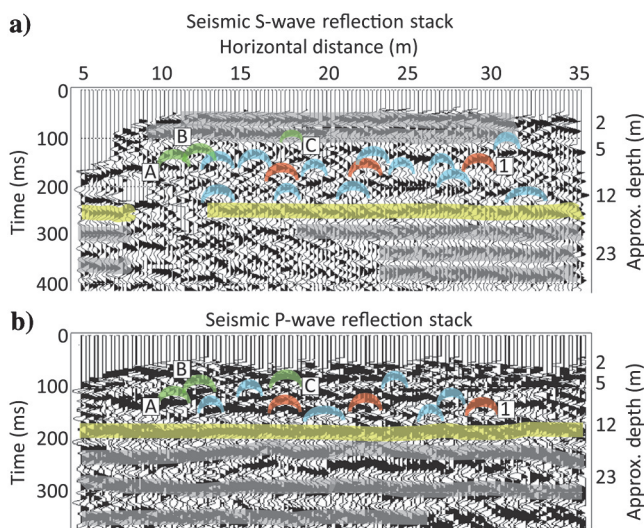 a)
Seismic S-wave reflection stack
Horizontal distance (m)
5 10 15 20 25 30 35
0
100
200
300
400
Time (ms)
B
A
C
1
2
5
12
23
Approx. depth (m)
b)
Seismic P-wave reflection stack
0
100
200
300
Time (ms)
B
A
C
1
2
5
12
23
Approx. depth (m)